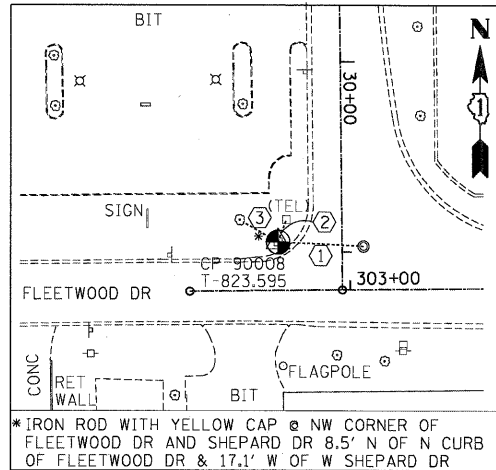 BIT
N
1
30+00
SIGN
(TEL)
3
2
*
1
CP 90008
T-823.595
FLEETWOOD DR
303+00
CONC
RET
WALL
BIT
FLAGPOLE
* IRON ROD WITH YELLOW CAP @ NW CORNER OF
FLEETWOOD DR AND SHEPARD DR 8.5' N OF N CURB
OF FLEETWOOD DR & 17.1' W OF W SHEPARD DR